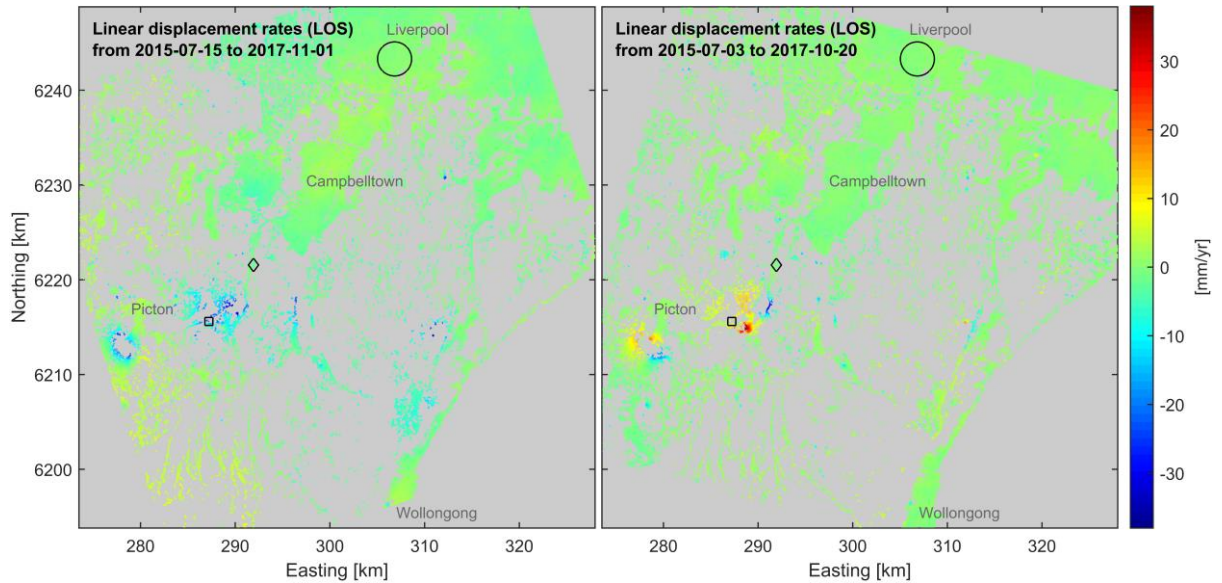 Linear displacement rates (LOS)
from 2015-07-15 to 2017-11-01
Liverpool
Campbelltown
Picton
Wollongong
6240
6230
6220
6210
6200
Northing [km]
280
290
300
310
320
Easting [km]
Linear displacement rates (LOS)
from 2015-07-03 to 2017-10-20
Liverpool
Campbelltown
Picton
Wollongong
280
290
300
310
320
Easting [km]
30
20
10
0
-10
-20
-30
[mm/yr]